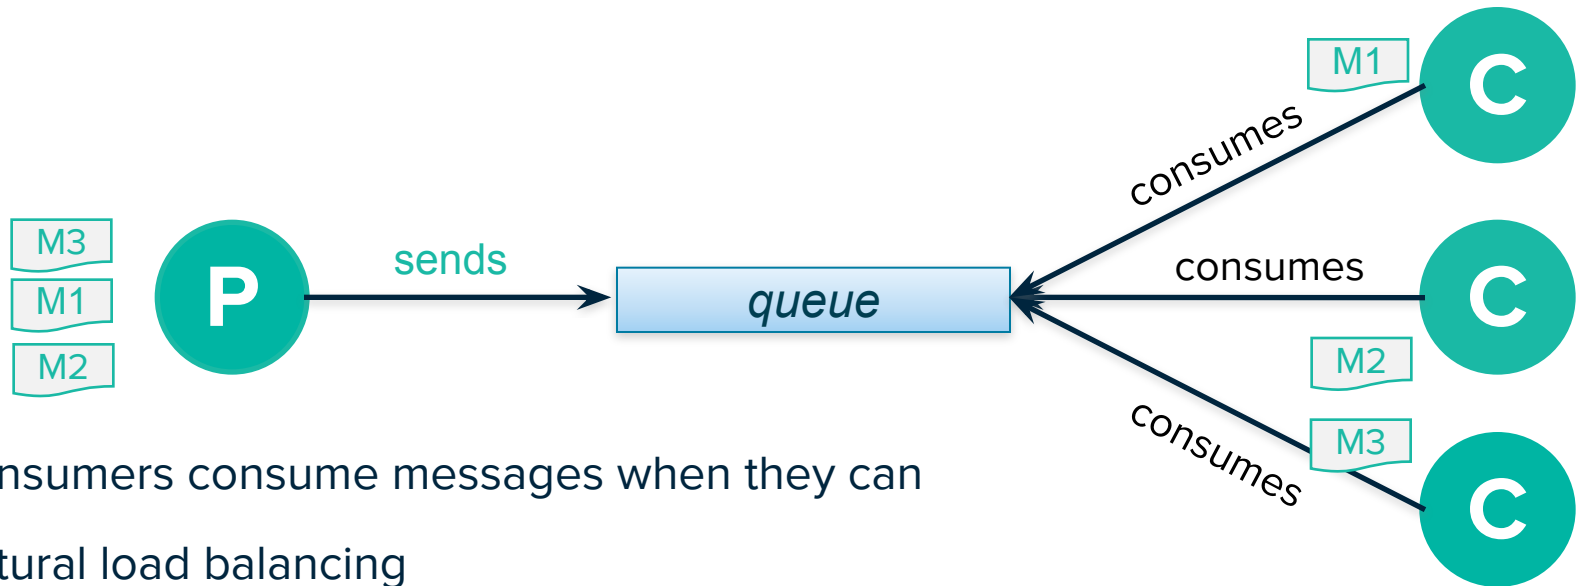 M1
C
consumes
M3
M1
M2
P
sends
queue
consumes
C
M2
consumes
M3
C
nsumers consume messages when they can
tural load balancing